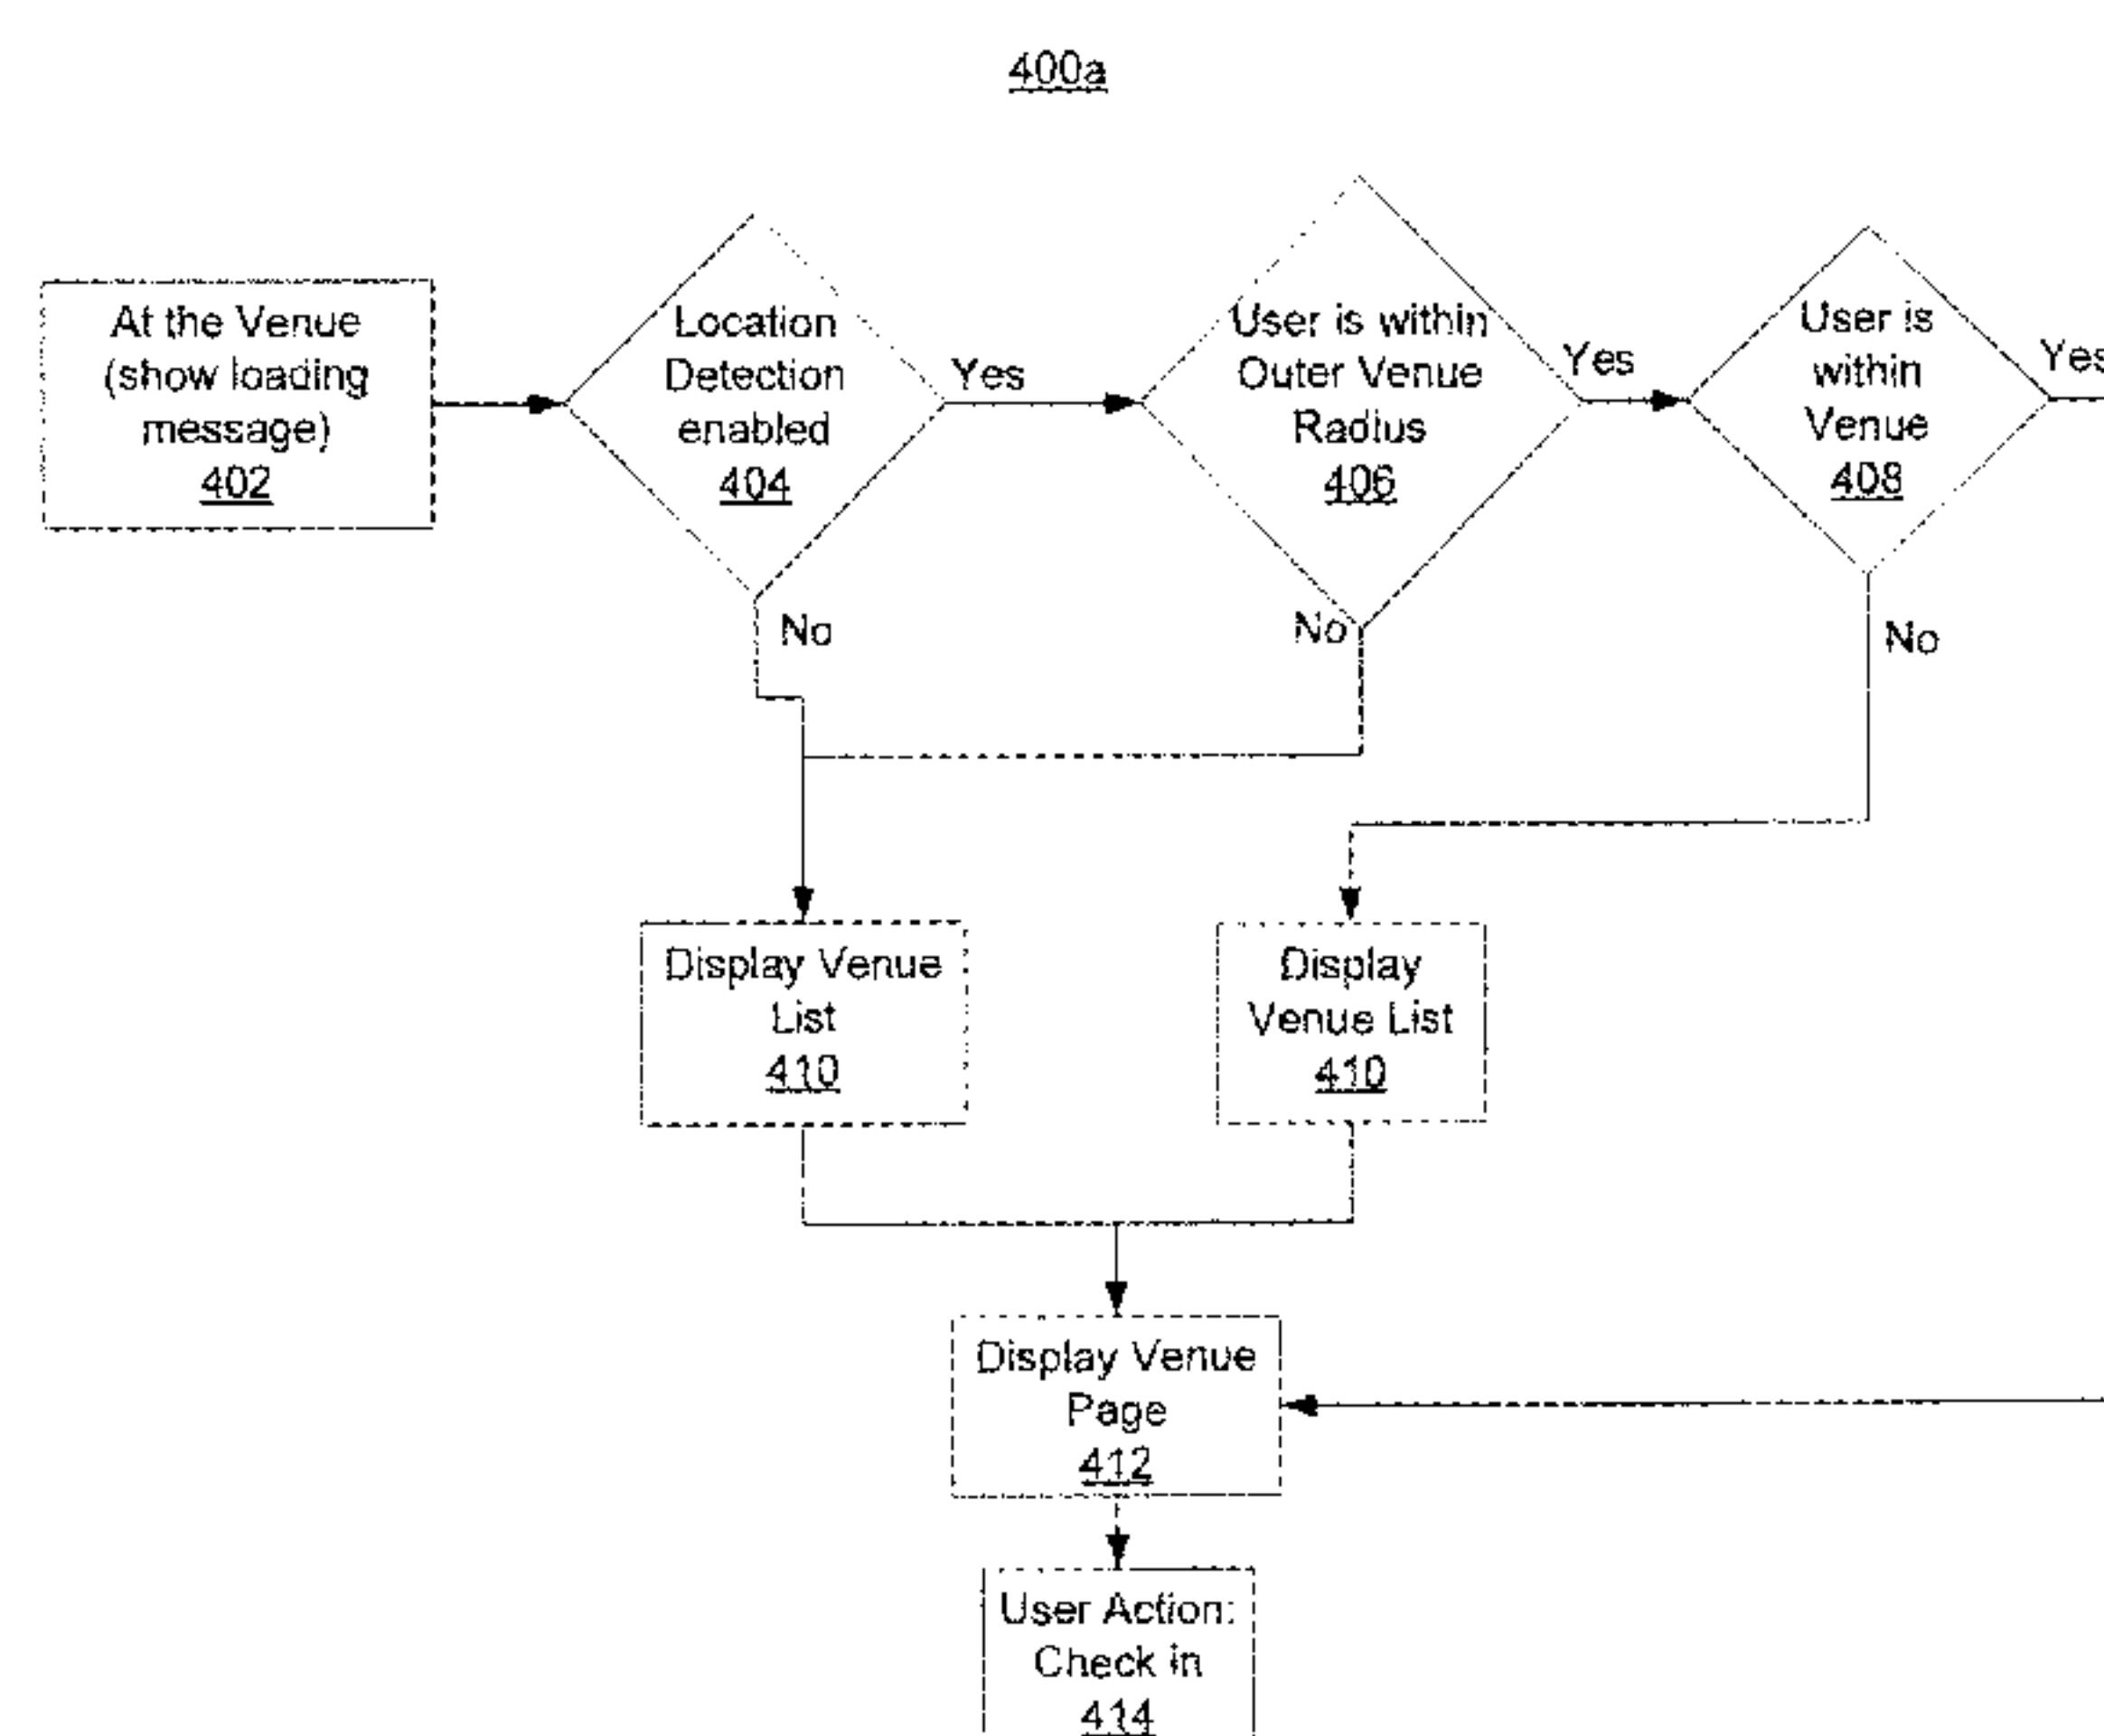 400a
At the Venue
(show loading
message)
402
Location
Detection
enabled
404
Yes
User is within
Outer Venue
Radius
406
Yes
User is
within
Venue
408
Yes
No
No
No
Display Venue
List
410
Display
Venue List
410
Display Venue
Page
412
User Action:
Check in
414